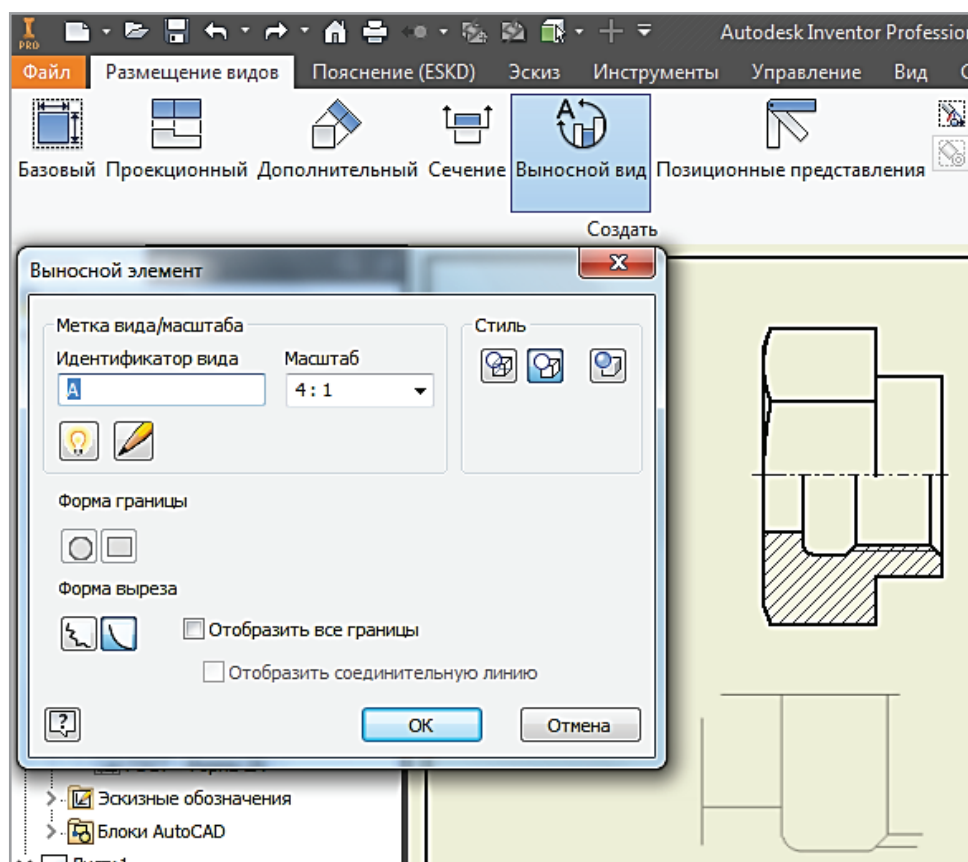 I
PRO
Autodesk Inventor Profession
Файл Размещение видов Пояснение (ESKD) Эскиз Инструменты Управление Вид
Базовый Проекционный Дополнительный Сечение Выносной вид Позиционные представления
Создать
Выносной элемент
Метка вида/масштаба
Стиль
Идентификатор вида
Масштаб
A
4 : 1
Форма границы
Форма выреза
Отобразить все границы
Отобразить соединительную линию
ОК
Отмена
Эскизные обозначения
Блоки AutoCAD